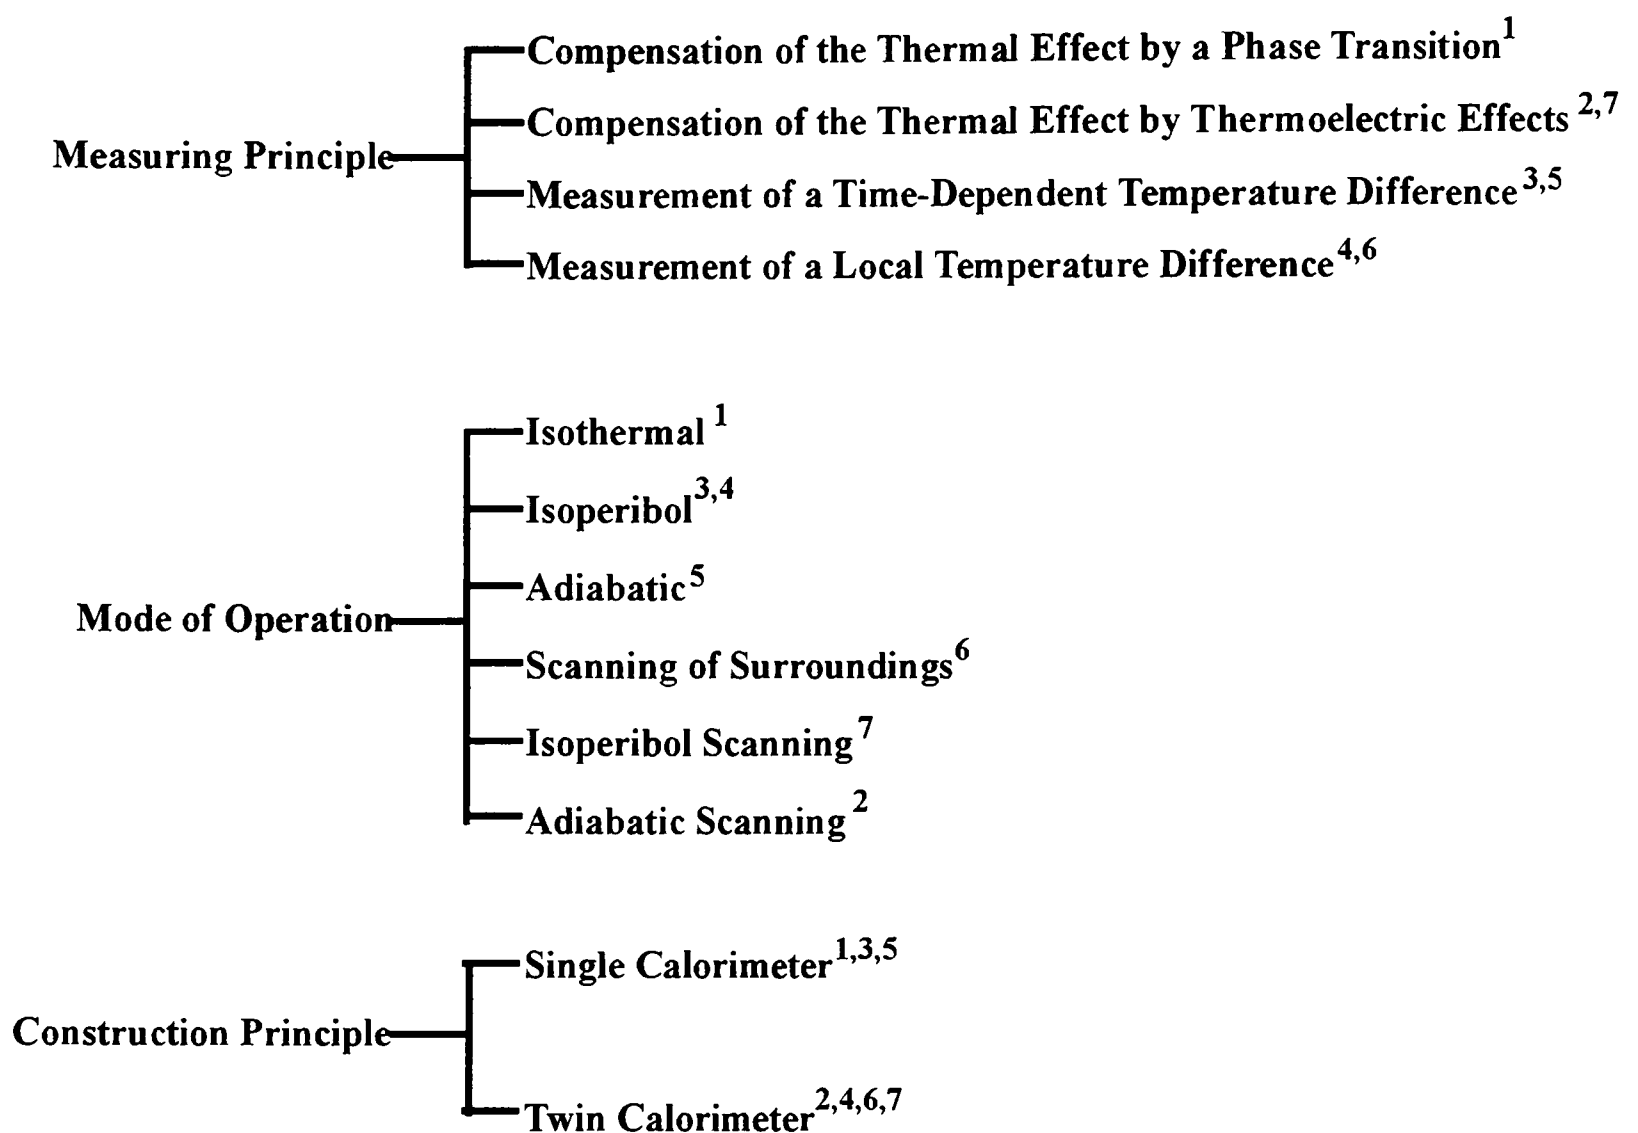 Compensation of the Thermal Effect by a Phase Transition1
Compensation of the Thermal Effect by Thermoelectric Effects 2,7
Measuring Principle
Measurement of a Time-Dependent Temperature Difference3,5
Measurement of a Local Temperature Difference4,6
Isothermal 1
Isoperibol3,4
Adiabatic5
Mode of Operation
Scanning of Surroundings6
Isoperibol Scanning7
Adiabatic Scanning2
Single Calorimeter1,3,5
Construction Principle
Twin Calorimeter2,4,6,7